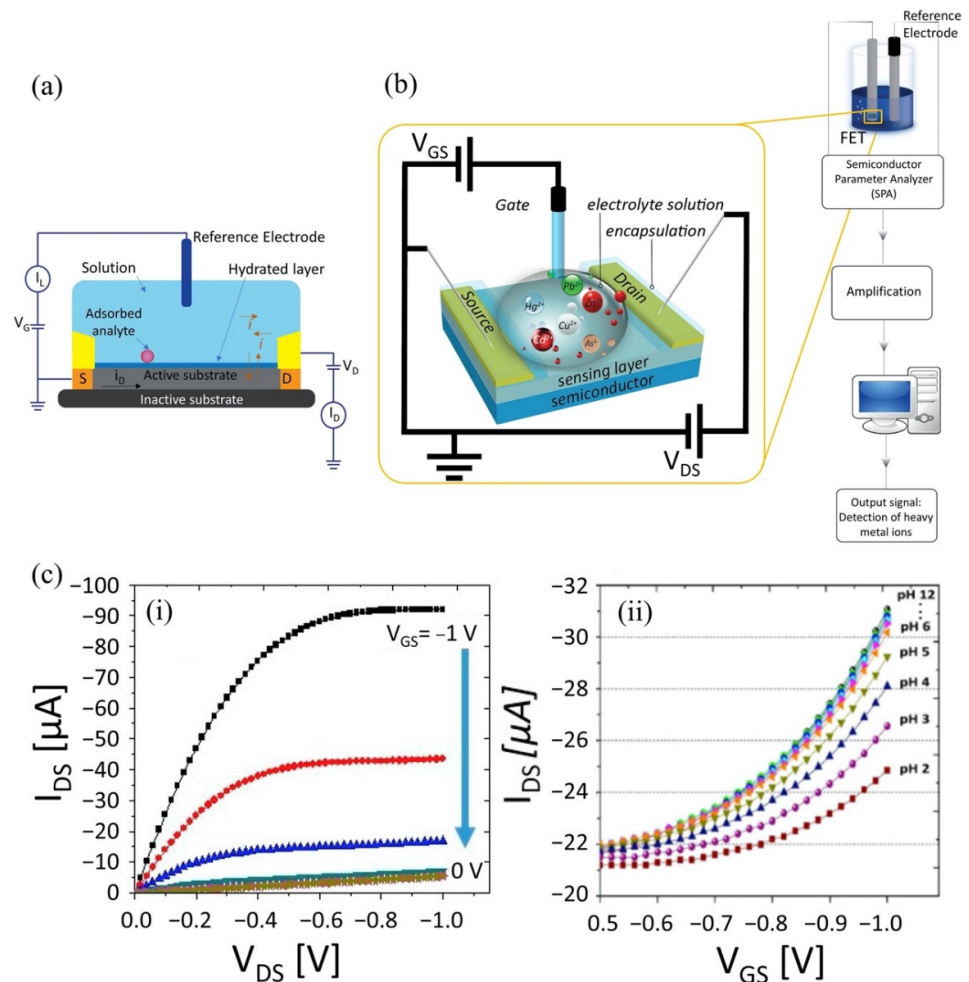 (a)
Reference Electrode
Solution
Hydrated layer
Adsorbed
analyte
I_L
V_G
i
i
i
i_D
S
Active substrate
D
Inactive substrate
V_D
I_D
(b)
V_GS
Gate
electrolyte solution
encapsulation
Source
Drain
Pb²⁺
Hg²⁺
Cu²⁺
As³
sensing layer
semiconductor
V_DS
Reference
Electrode
FET
Semiconductor
Parameter Analyzer
(SPA)
Amplification
Output signal:
Detection of heavy
metal ions
(c)
(i)
I_DS [µA]
−100
−90
−80
−70
−60
−50
−40
−30
−20
−10
0
V_GS= −1 V
0 V
0.0
−0.2
−0.4
−0.6
−0.8
−1.0
V_DS [V]
(ii)
I_DS [µA]
−32
−30
−28
−26
−24
−22
−20
pH 12
⋮
pH 6
pH 5
pH 4
pH 3
pH 2
0.5
−0.6
−0.7
−0.8
−0.9
−1.0
V_GS [V]